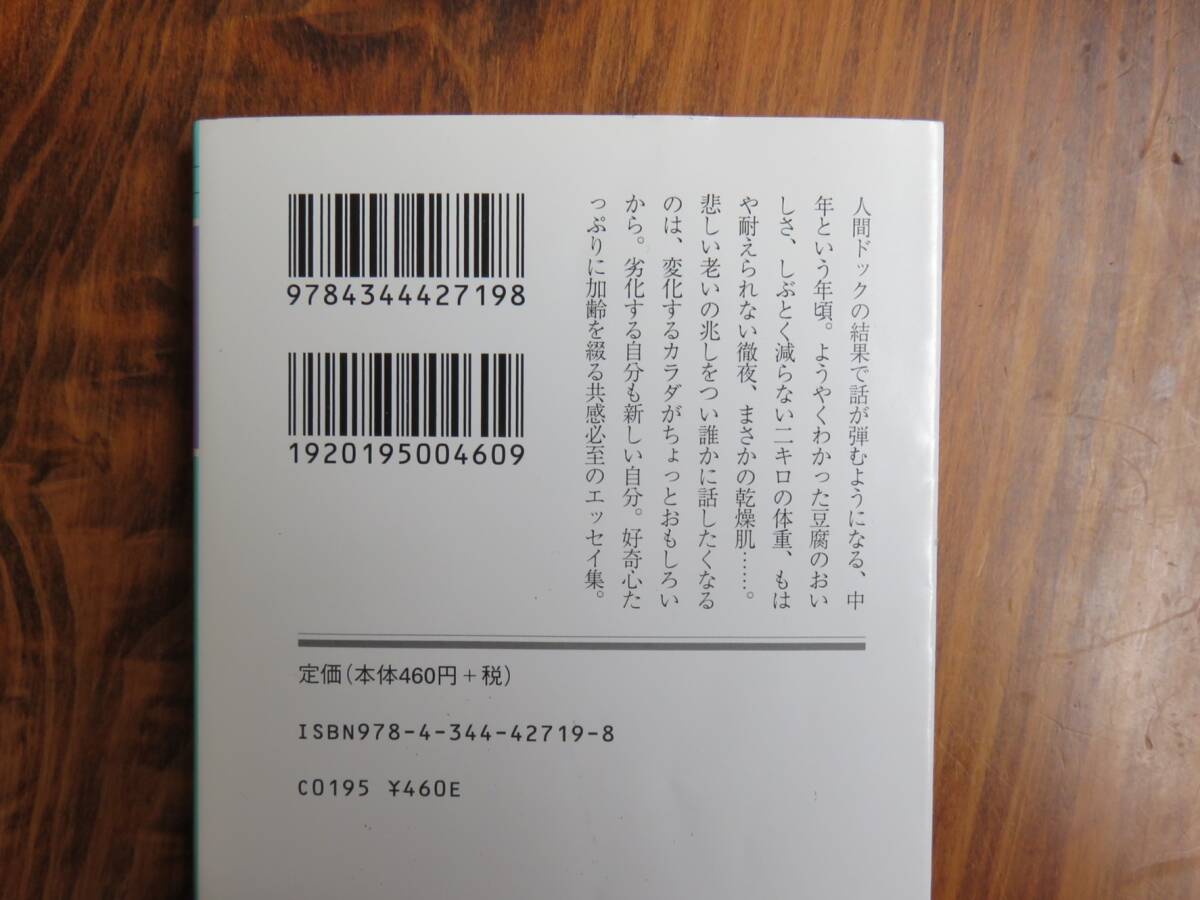 人間ドックの結果で話が弾むようになる、中
年という年頃。ようやくわかった豆腐のおい
しさ、しぶとく減らない二キロの体重、もは
や耐えられない徹夜、まさかの乾燥肌……。
悲しい老いの兆しをつい誰かに話したくなる
のは、変化するカラダがちょっとおもしろい
から。劣化する自分も新しい自分。好奇心た
っぷりに加齢を綴る共感必至のエッセイ集。
9784344427198
1920195004609
定価(本体460円+税)
ISBN978-4-344-42719-8
C0195 ¥460E